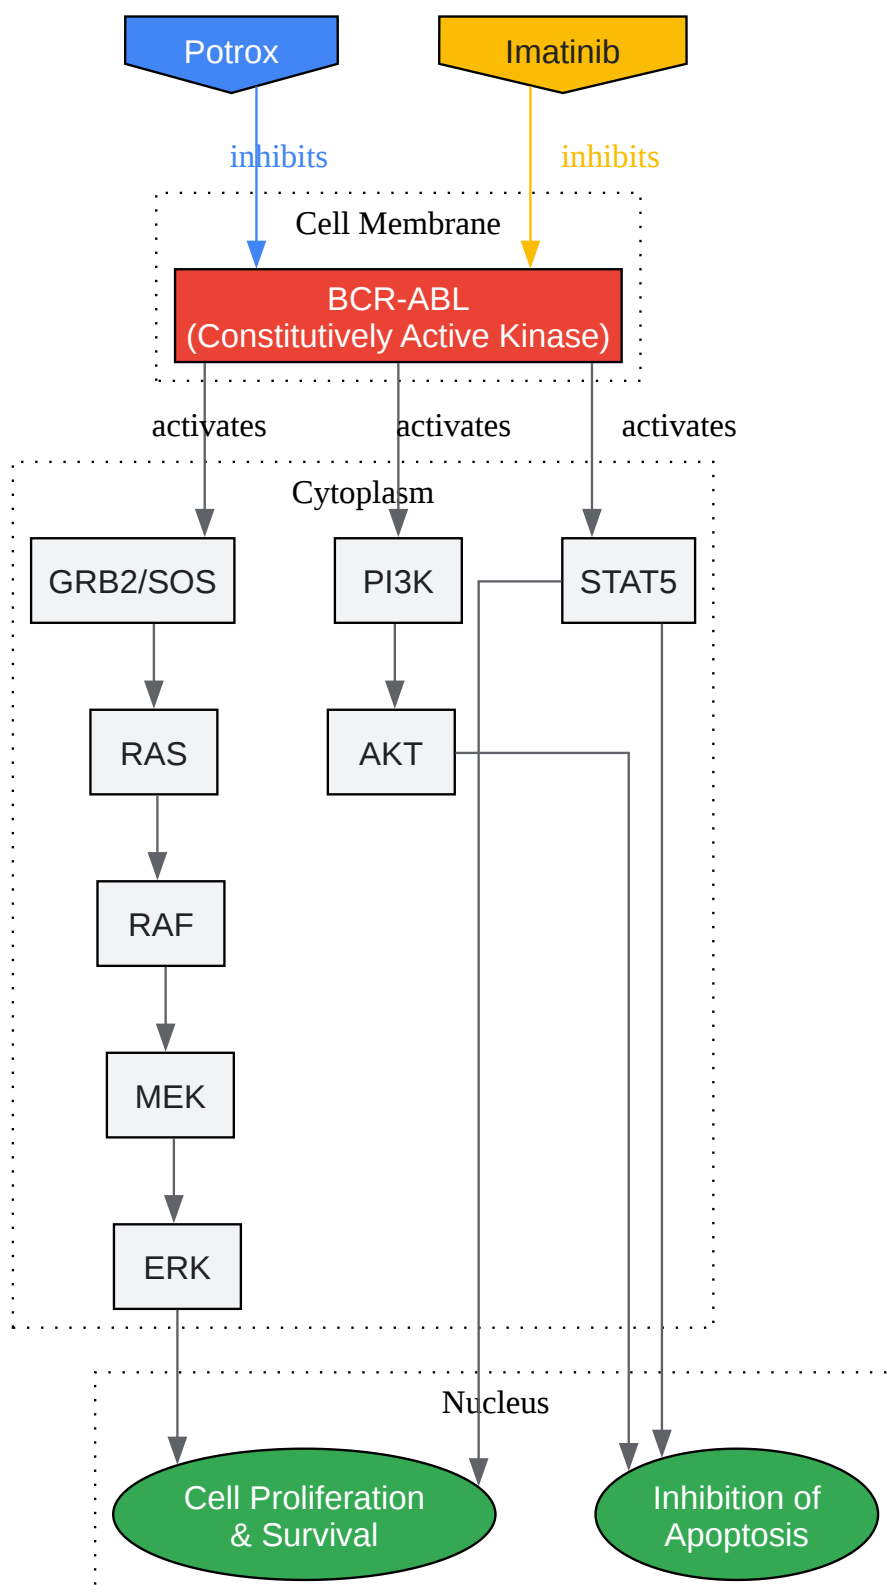 Potrox
Imatinib
inhibits
inhibits
Cell Membrane
BCR-ABL
(Constitutively Active Kinase)
activates
activates
activates
Cytoplasm
GRB2/SOS
PI3K
STAT5
RAS
AKT
RAF
MEK
ERK
Nucleus
Cell Proliferation
& Survival
Inhibition of
Apoptosis